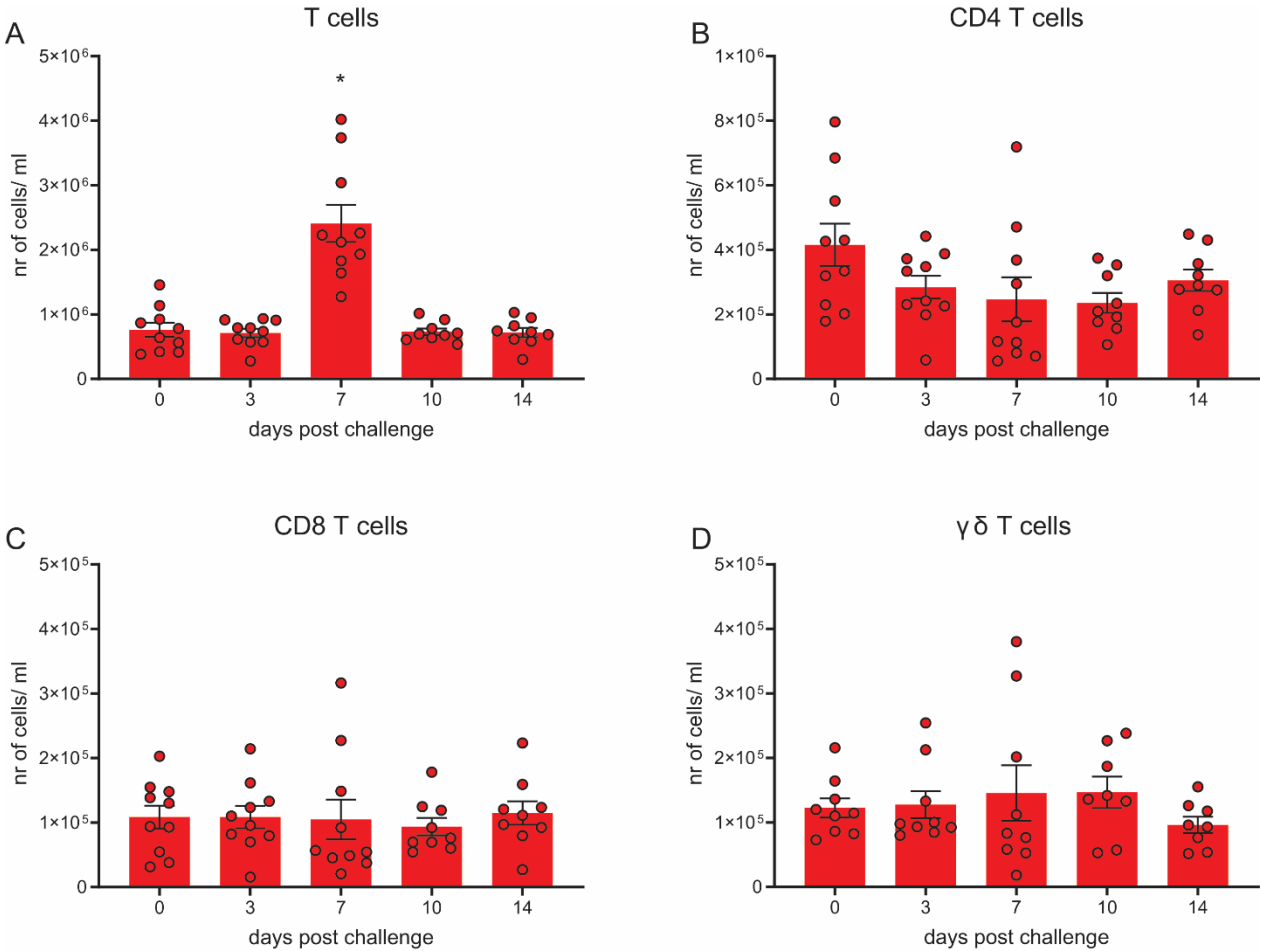 A
T cells
5×10⁶
4×10⁶
3×10⁶
2×10⁶
1×10⁶
0
nr of cells/ ml
*
0 3 7 10 14
days post challenge
B
CD4 T cells
1×10⁶
8×10⁵
6×10⁵
4×10⁵
2×10⁵
0
nr of cells/ ml
0 3 7 10 14
days post challenge
C
CD8 T cells
5×10⁵
4×10⁵
3×10⁵
2×10⁵
1×10⁵
0
nr of cells/ ml
0 3 7 10 14
days post challenge
D
γ δ T cells
5×10⁵
4×10⁵
3×10⁵
2×10⁵
1×10⁵
0
nr of cells/ ml
0 3 7 10 14
days post challenge